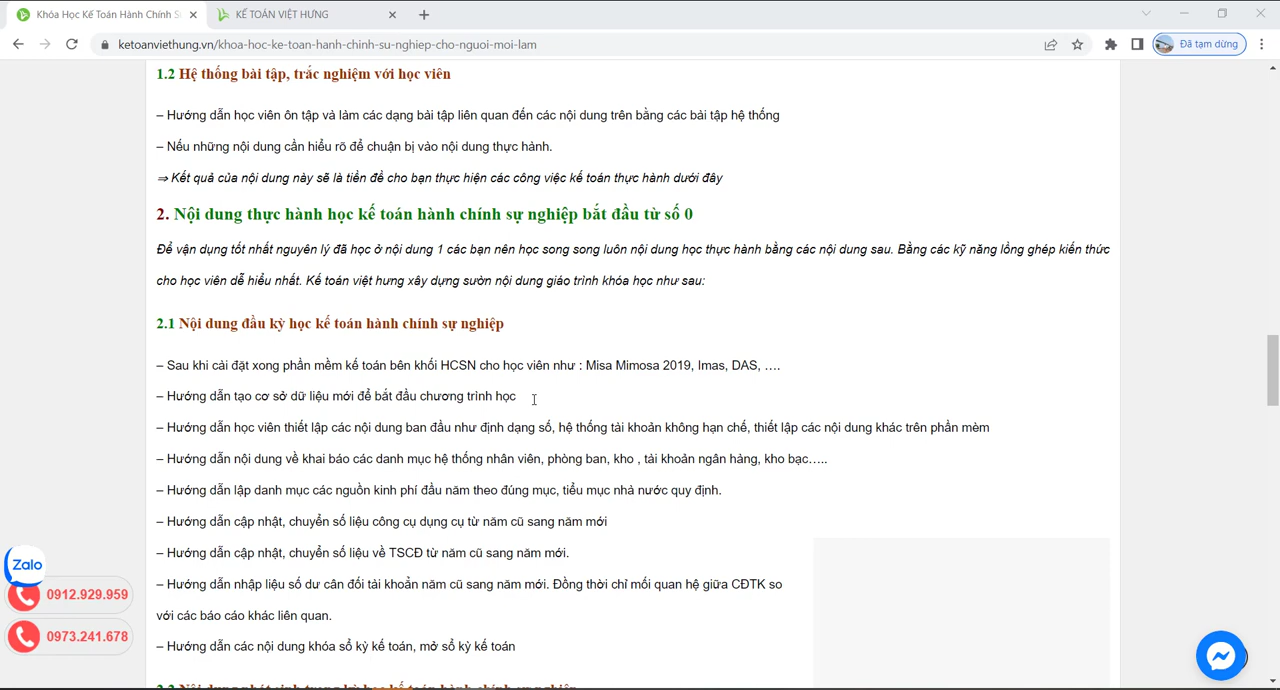 Khóa Học Kế Toán Hành Chính S
KẾ TOÁN VIỆT HƯNG
ketoanviethung.vn/khoa-hoc-ke-toan-hanh-chinh-su-nghiep-cho-nguoi-moi-lam
Đã tạm dừng
1.2 Hệ thống bài tập, trắc nghiệm với học viên
– Hướng dẫn học viên ôn tập và làm các dạng bài tập liên quan đến các nội dung trên bằng các bài tập hệ thống
– Nếu những nội dung cần hiểu rõ để chuận bị vào nội dung thực hành.
⇒ Kết quả của nội dung này sẽ là tiền đề cho bạn thực hiện các công việc kế toán thực hành dưới đây
2. Nội dung thực hành học kế toán hành chính sự nghiệp bắt đầu từ số 0
Để vận dụng tốt nhất nguyên lý đã học ở nội dung 1 các bạn nên học song song luôn nội dung học thực hành bằng các nội dung sau. Bằng các kỹ năng lồng ghép kiến thức
cho học viên dễ hiểu nhất. Kế toán việt hưng xây dựng sườn nội dung giáo trình khóa học như sau:
2.1 Nội dung đầu kỳ học kế toán hành chính sự nghiệp
– Sau khi cài đặt xong phần mềm kế toán bên khối HCSN cho học viên như : Misa Mimosa 2019, Imas, DAS, ….
– Hướng dẫn tạo cơ sở dữ liệu mới để bắt đầu chương trình học
– Hướng dẫn học viên thiết lập các nội dung ban đầu như định dạng số, hệ thống tài khoản không hạn chế, thiết lập các nội dung khác trên phần mèm
– Hướng dẫn nội dung về khai báo các danh mục hệ thống nhân viên, phòng ban, kho , tài khoản ngân hàng, kho bạc…..
– Hướng dẫn lập danh mục các nguồn kinh phí đầu năm theo đúng mục, tiểu mục nhà nước quy định.
– Hướng dẫn cập nhật, chuyển số liệu công cụ dụng cụ từ năm cũ sang năm mới
– Hướng dẫn cập nhật, chuyển số liệu về TSCĐ từ năm cũ sang năm mới.
– Hướng dẫn nhập liệu số dư cân đối tài khoản năm cũ sang năm mới. Đồng thời chỉ mối quan hệ giữa CĐTK so
với các báo cáo khác liên quan.
– Hướng dẫn các nội dung khóa sổ kỳ kế toán, mở sổ kỳ kế toán
Zalo
0912.929.959
0973.241.678
2.2 Nội dung phát sinh trong kỳ học kế toán hành chính sự nghiệp